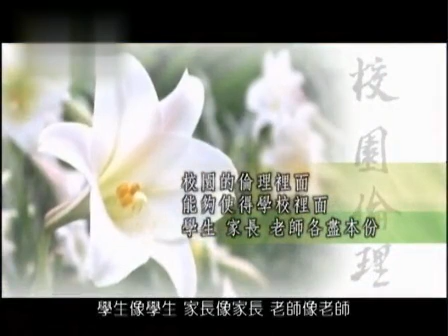 校園倫理
校園的倫理裡面
能夠使得學校裡面
學生 家長 老師各盡本份
學生像學生 家長像家長 老師像老師